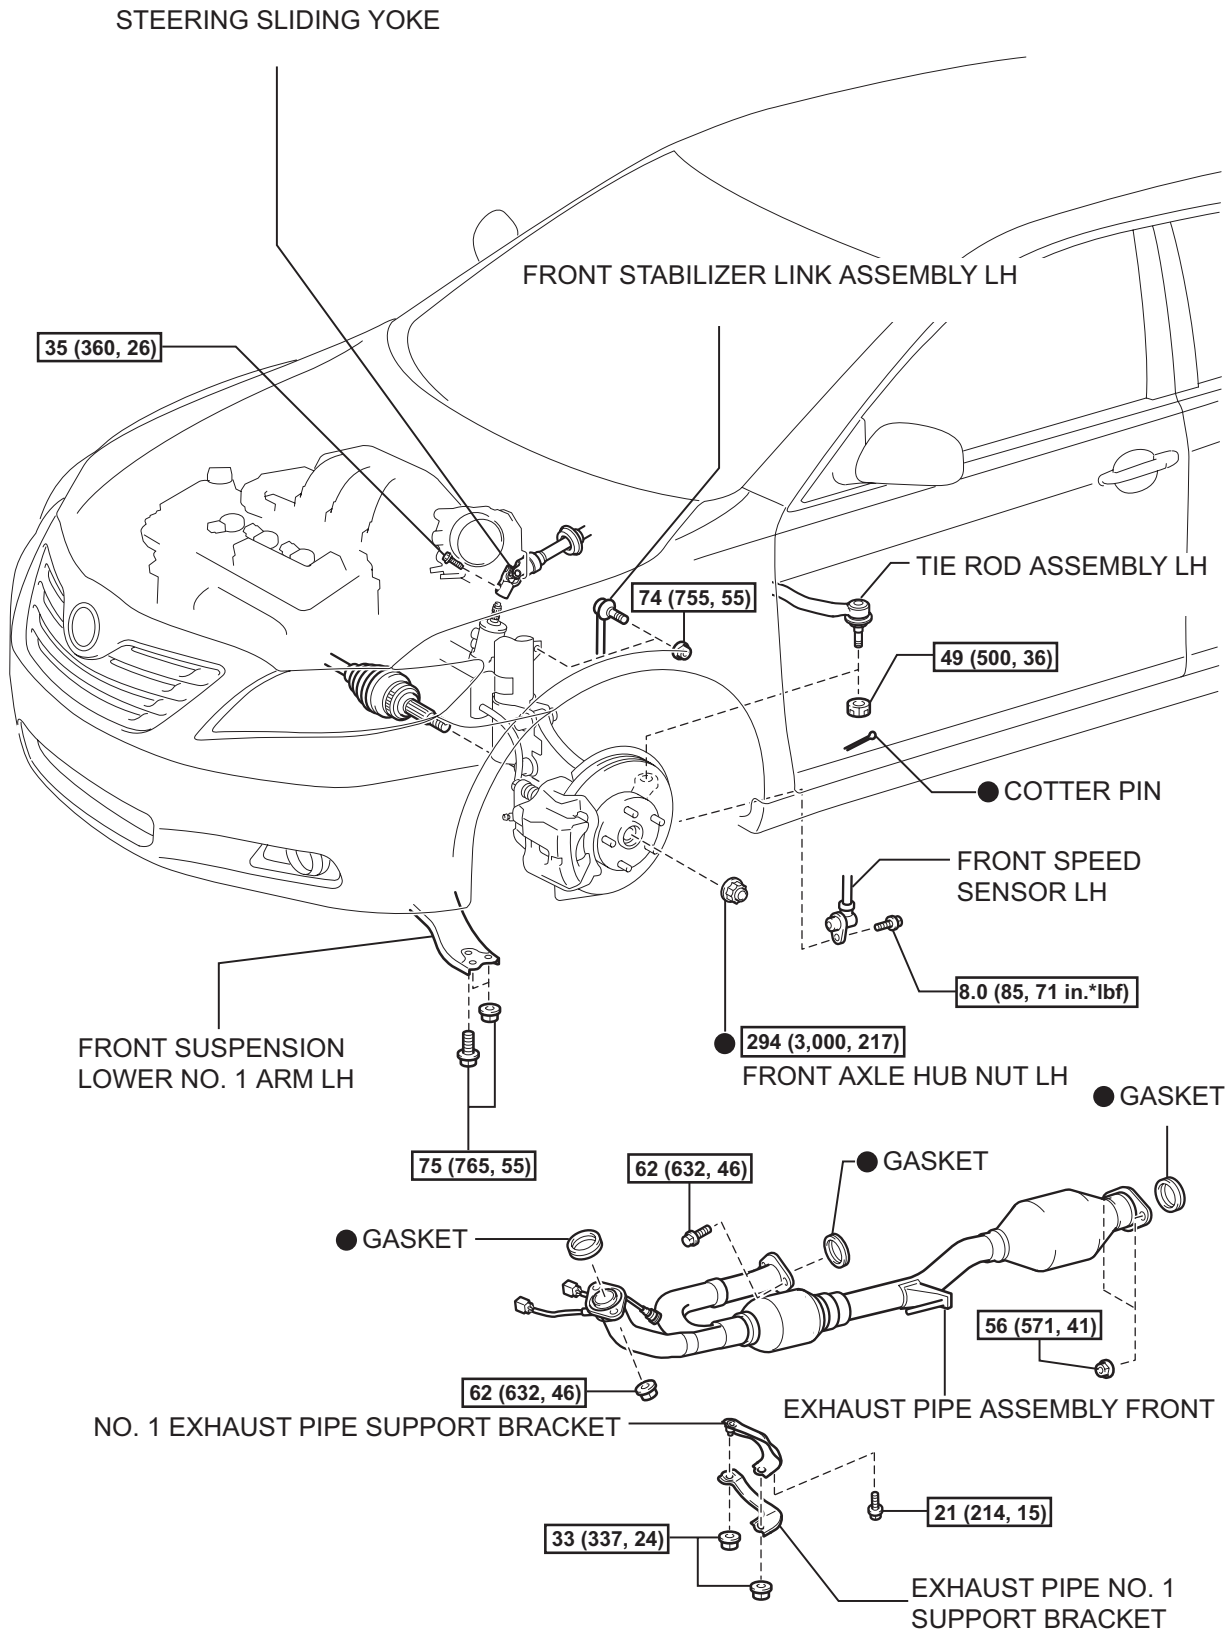 STEERING SLIDING YOKE
FRONT STABILIZER LINK ASSEMBLY LH
35 (360, 26)
TIE ROD ASSEMBLY LH
74 (755, 55)
49 (500, 36)
● COTTER PIN
FRONT SPEED
SENSOR LH
8.0 (85, 71 in.*lbf)
FRONT SUSPENSION
LOWER NO. 1 ARM LH
● 294 (3,000, 217)
FRONT AXLE HUB NUT LH
● GASKET
75 (765, 55)
62 (632, 46)
● GASKET
● GASKET
56 (571, 41)
62 (632, 46)
EXHAUST PIPE ASSEMBLY FRONT
NO. 1 EXHAUST PIPE SUPPORT BRACKET
21 (214, 15)
33 (337, 24)
EXHAUST PIPE NO. 1
SUPPORT BRACKET